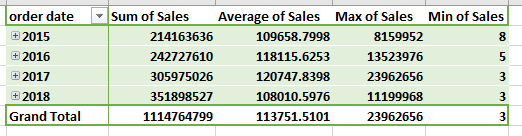 order date Sum of Sales Average of Sales Max of Sales Min of Sales
2015 214163636 109658.7998 8159952 8
2016 242727610 118115.6253 13523976 5
2017 305975026 120747.8398 23962656 3
2018 351898527 108010.5976 11199968 3
Grand Total 1114764799 113751.5101 23962656 3